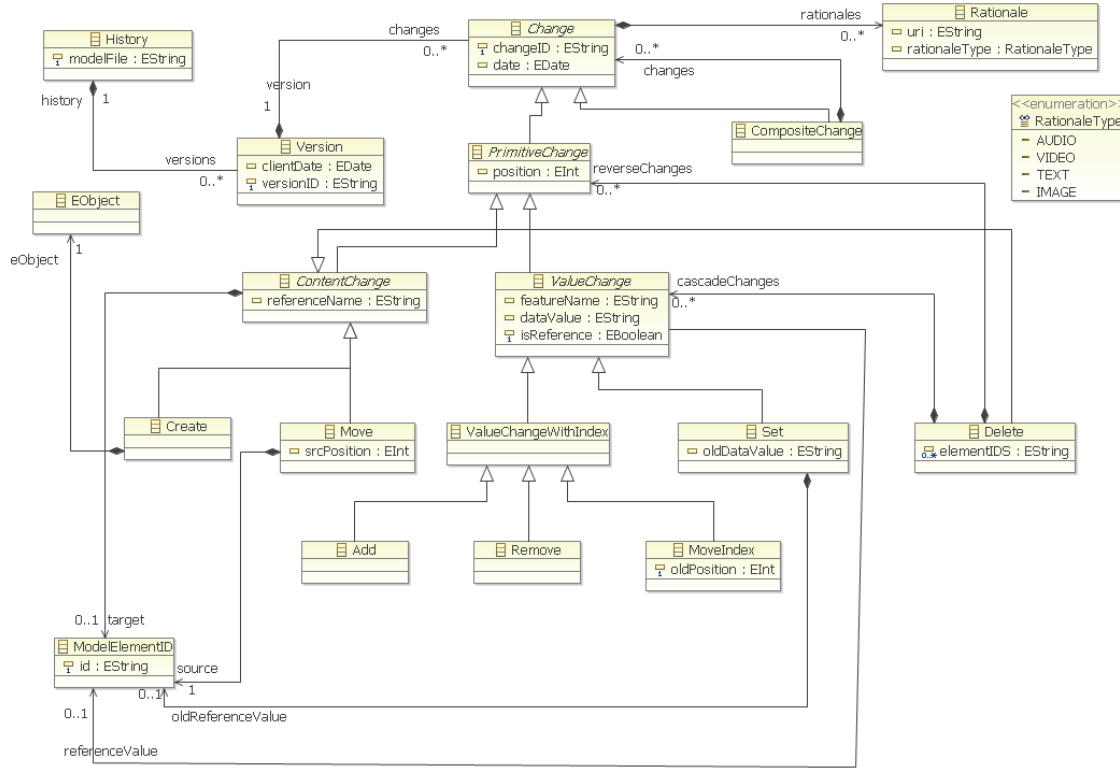 Change
changeID : EString
date : EDate
rationales
0..*
Rationale
uri : EString
rationaleType : RationaleType
changes
0..*
0..*
changes
History
modelFile : EString
history
1
version
1
versions
0..*
Version
clientDate : EDate
versionID : EString
CompositeChange
<<enumeration>>
RationaleType
AUDIO
VIDEO
TEXT
IMAGE
PrimitiveChange
position : EInt
reverseChanges
0..*
EObject
1
eObject
ContentChange
referenceName : EString
ValueChange
featureName : EString
dataValue : EString
isReference : EBoolean
cascadeChanges
0..*
Create
Move
srcPosition : EInt
ValueChangeWithIndex
Set
oldDataValue : EString
Delete
0..* elementIDS : EString
Add
Remove
MoveIndex
oldPosition : EInt
0..1 target
ModelElementID
id : EString
source
1
0..1
0..1
oldReferenceValue
referenceValue